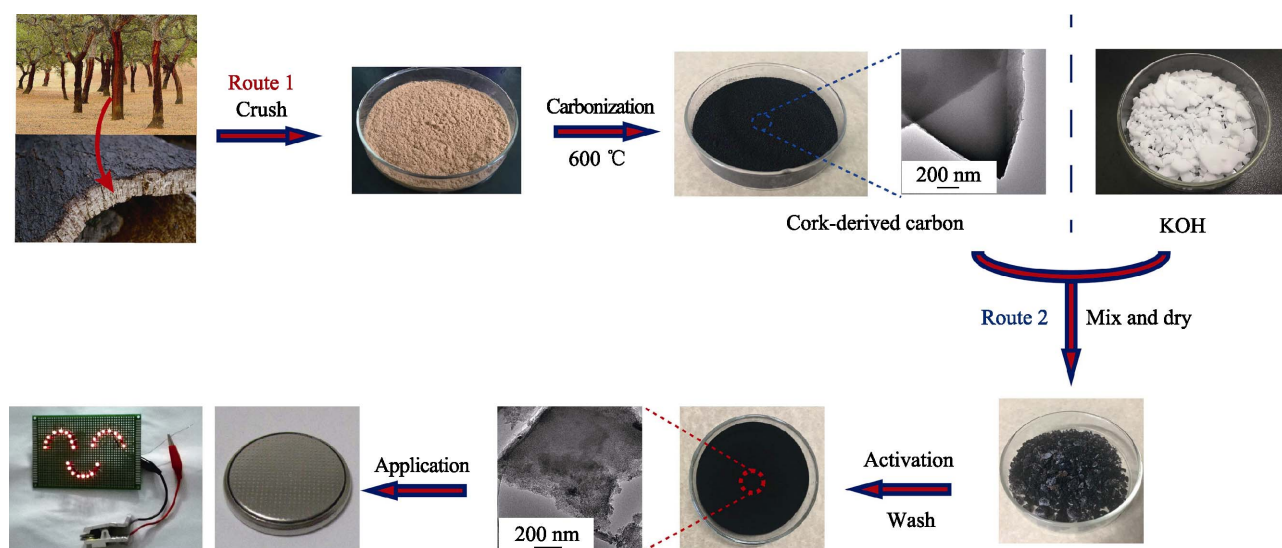 Route 1
Crush
Carbonization
600 ℃
200 nm
Cork-derived carbon
KOH
Route 2
Mix and dry
Activation
Wash
200 nm
Application